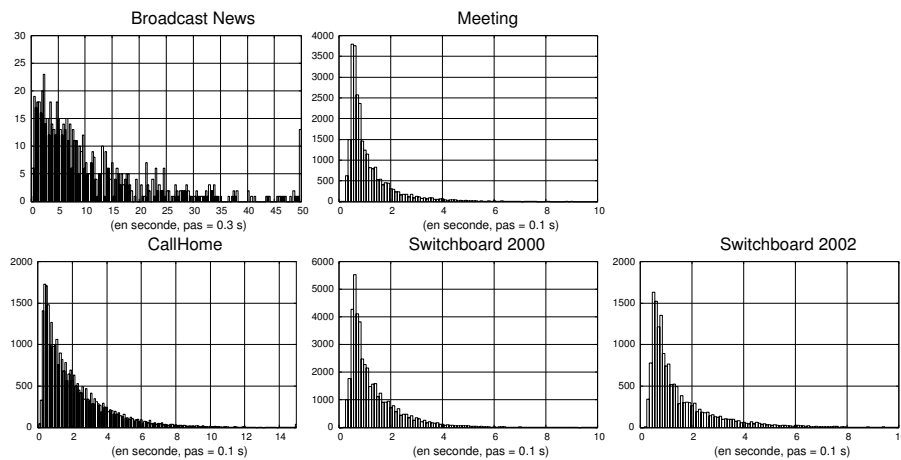 Broadcast News
30
25
20
15
10
5
0
0 5 10 15 20 25 30 35 40 45 50
(en seconde, pas = 0.3 s)
Meeting
4000
3500
3000
2500
2000
1500
1000
500
0
0 2 4 6 8 10
(en seconde, pas = 0.1 s)
CallHome
2000
1500
1000
500
0
0 2 4 6 8 10 12 14
(en seconde, pas = 0.1 s)
Switchboard 2000
6000
5000
4000
3000
2000
1000
0
0 2 4 6 8 10
(en seconde, pas = 0.1 s)
Switchboard 2002
2000
1500
1000
500
0
0 2 4 6 8 1
(en seconde, pas = 0.1 s)